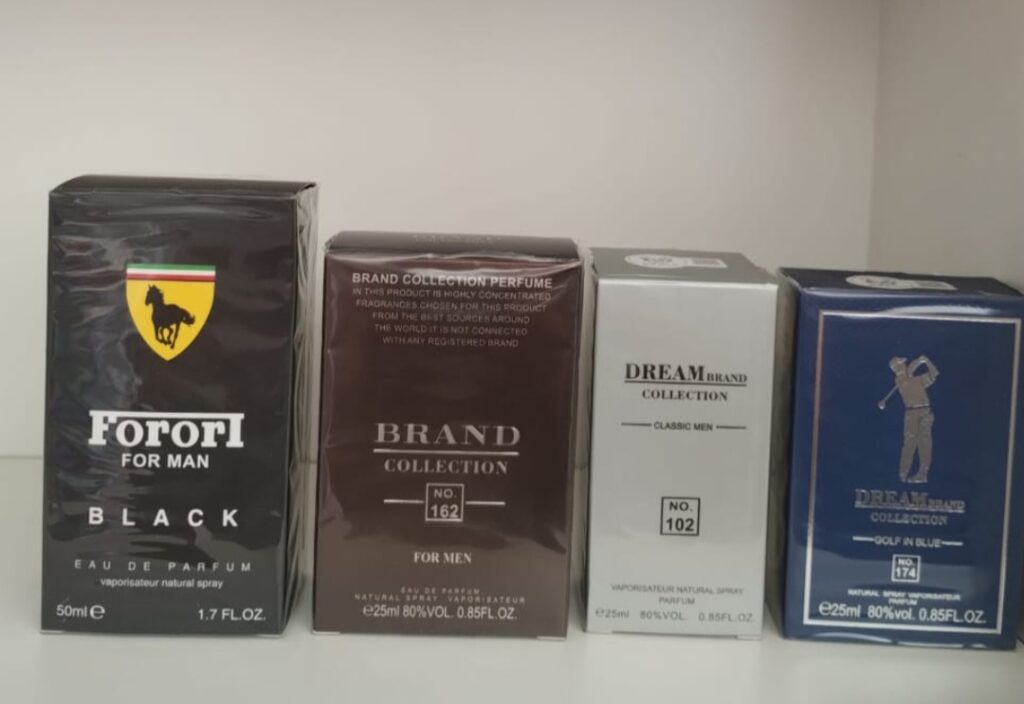 Fororl
FOR MAN
BLACK
EAU DE PARFUM
vaporisateur natural spray
50ml e 1.7 FL.OZ.
BRAND COLLECTION PERFUME
IN THIS PRODUCT IS HIGHLY CONCENTRATED
FRAGRANCES CHOSEN FOR THIS PRODUCT
FROM THE BEST SOURCES AROUND
THE WORLD IT IS NOT CONNECTED
WITH ANY REGISTERED BRAND
BRAND
COLLECTION
NO.
162
FOR MEN
EAU DE PARFUM
NATURAL SPRAY VAPORISATEUR
e25ml 80%VOL. 0.85FL.OZ.
DREAM BRAND
COLLECTION
CLASSIC MEN
NO.
102
VAPORISATEUR NATURAL SPRAY
PARFUM
e25ml 80%VOL. 0.85FL.OZ.
DREAM BRAND
COLLECTION
GOLF IN BLUE
NO.
174
NATURAL SPRAY VAPORISATEUR
PARFUM
e25ml 80%vol. 0.85FL.OZ.